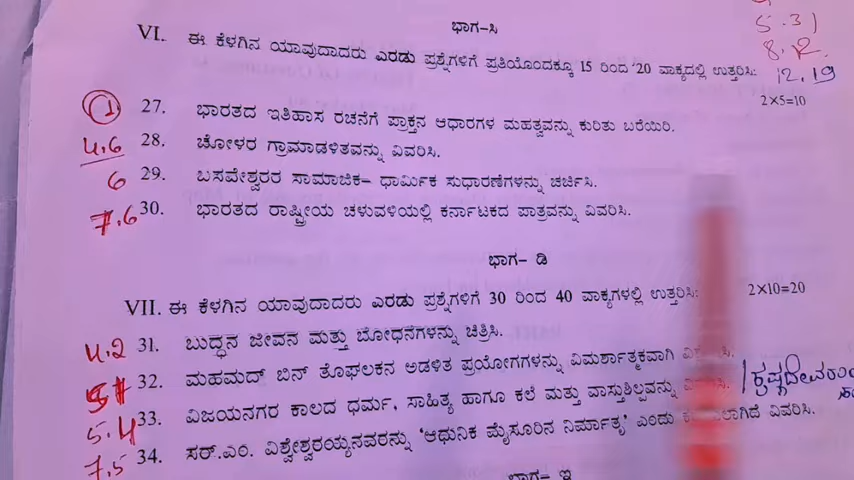 ಭಾಗ-ಸಿ
5.31
VI. ಈ ಕೆಳಗಿನ ಯಾವುದಾದರು ಎರಡು ಪ್ರಶ್ನೆಗಳಿಗೆ ಪ್ರತಿಯೊಂದಕ್ಕೂ 15 ರಿಂದ 20 ವಾಕ್ಯದಲ್ಲಿ ಉತ್ತರಿಸಿ:
8.12
12.19
2×5=10
1 27. ಭಾರತದ ಇತಿಹಾಸ ರಚನೆಗೆ ಪ್ರಾಕ್ತನ ಆಧಾರಗಳ ಮಹತ್ವವನ್ನು ಕುರಿತು ಬರೆಯಿರಿ.
4.6 28. ಚೋಳರ ಗ್ರಾಮಾಡಳಿತವನ್ನು ವಿವರಿಸಿ.
6 29. ಬಸವೇಶ್ವರರ ಸಾಮಾಜಿಕ- ಧಾರ್ಮಿಕ ಸುಧಾರಣೆಗಳನ್ನು ಚರ್ಚಿಸಿ.
7.6 30. ಭಾರತದ ರಾಷ್ಟ್ರೀಯ ಚಳುವಳಿಯಲ್ಲಿ ಕರ್ನಾಟಕದ ಪಾತ್ರವನ್ನು ವಿವರಿಸಿ.
ಭಾಗ- ಡಿ
VII. ಈ ಕೆಳಗಿನ ಯಾವುದಾದರು ಎರಡು ಪ್ರಶ್ನೆಗಳಿಗೆ 30 ರಿಂದ 40 ವಾಕ್ಯಗಳಲ್ಲಿ ಉತ್ತರಿಸಿ: 2×10=20
4.2 31. ಬುದ್ಧನ ಜೀವನ ಮತ್ತು ಬೋಧನೆಗಳನ್ನು ಚಿತ್ರಿಸಿ.
32. ಮಹಮದ್ ಬಿನ್ ತೊಘಲಕನ ಆಡಳಿತ ಪ್ರಯೋಗಗಳನ್ನು ವಿಮರ್ಶಾತ್ಮಕವಾಗಿ
5.4 33. ವಿಜಯನಗರ ಕಾಲದ ಧರ್ಮ, ಸಾಹಿತ್ಯ ಹಾಗೂ ಕಲೆ ಮತ್ತು ವಾಸ್ತುಶಿಲ್ಪವನ್ನು
7.5 34. ಸರ್.ಎಂ. ವಿಶ್ವೇಶ್ವರಯ್ಯನವರನ್ನು 'ಆಧುನಿಕ ಮೈಸೂರಿನ ನಿರ್ಮಾತೃ' ಎಂದು ವಿವರಿಸಿ.
ಭಾಗ- ಇ